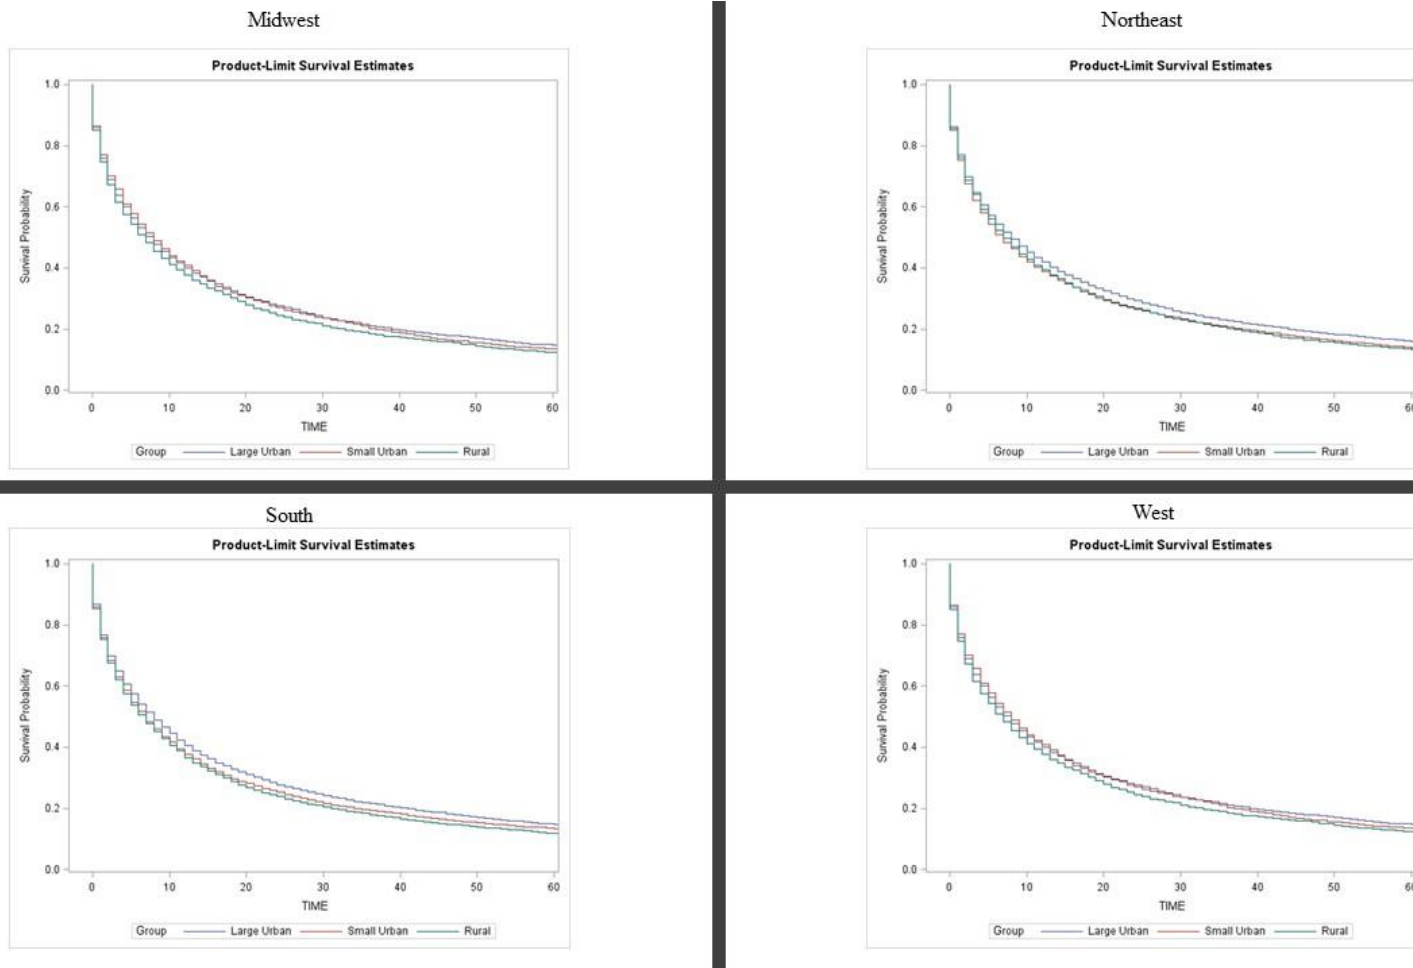 Midwest
Product-Limit Survival Estimates
1.0
0.8
0.6
0.4
0.2
0.0
Survival Probability
0 10 20 30 40 50 60
TIME
Group Large Urban Small Urban Rural
Northeast
Product-Limit Survival Estimates
1.0
0.8
0.6
0.4
0.2
0.0
Survival Probability
0 10 20 30 40 50
TIME
Group Large Urban Small Urban Rural
South
Product-Limit Survival Estimates
1.0
0.8
0.6
0.4
0.2
0.0
Survival Probability
0 10 20 30 40 50 60
TIME
Group Large Urban Small Urban Rural
West
Product-Limit Survival Estimates
1.0
0.8
0.6
0.4
0.2
0.0
Survival Probability
0 10 20 30 40 50
TIME
Group Large Urban Small Urban Rural